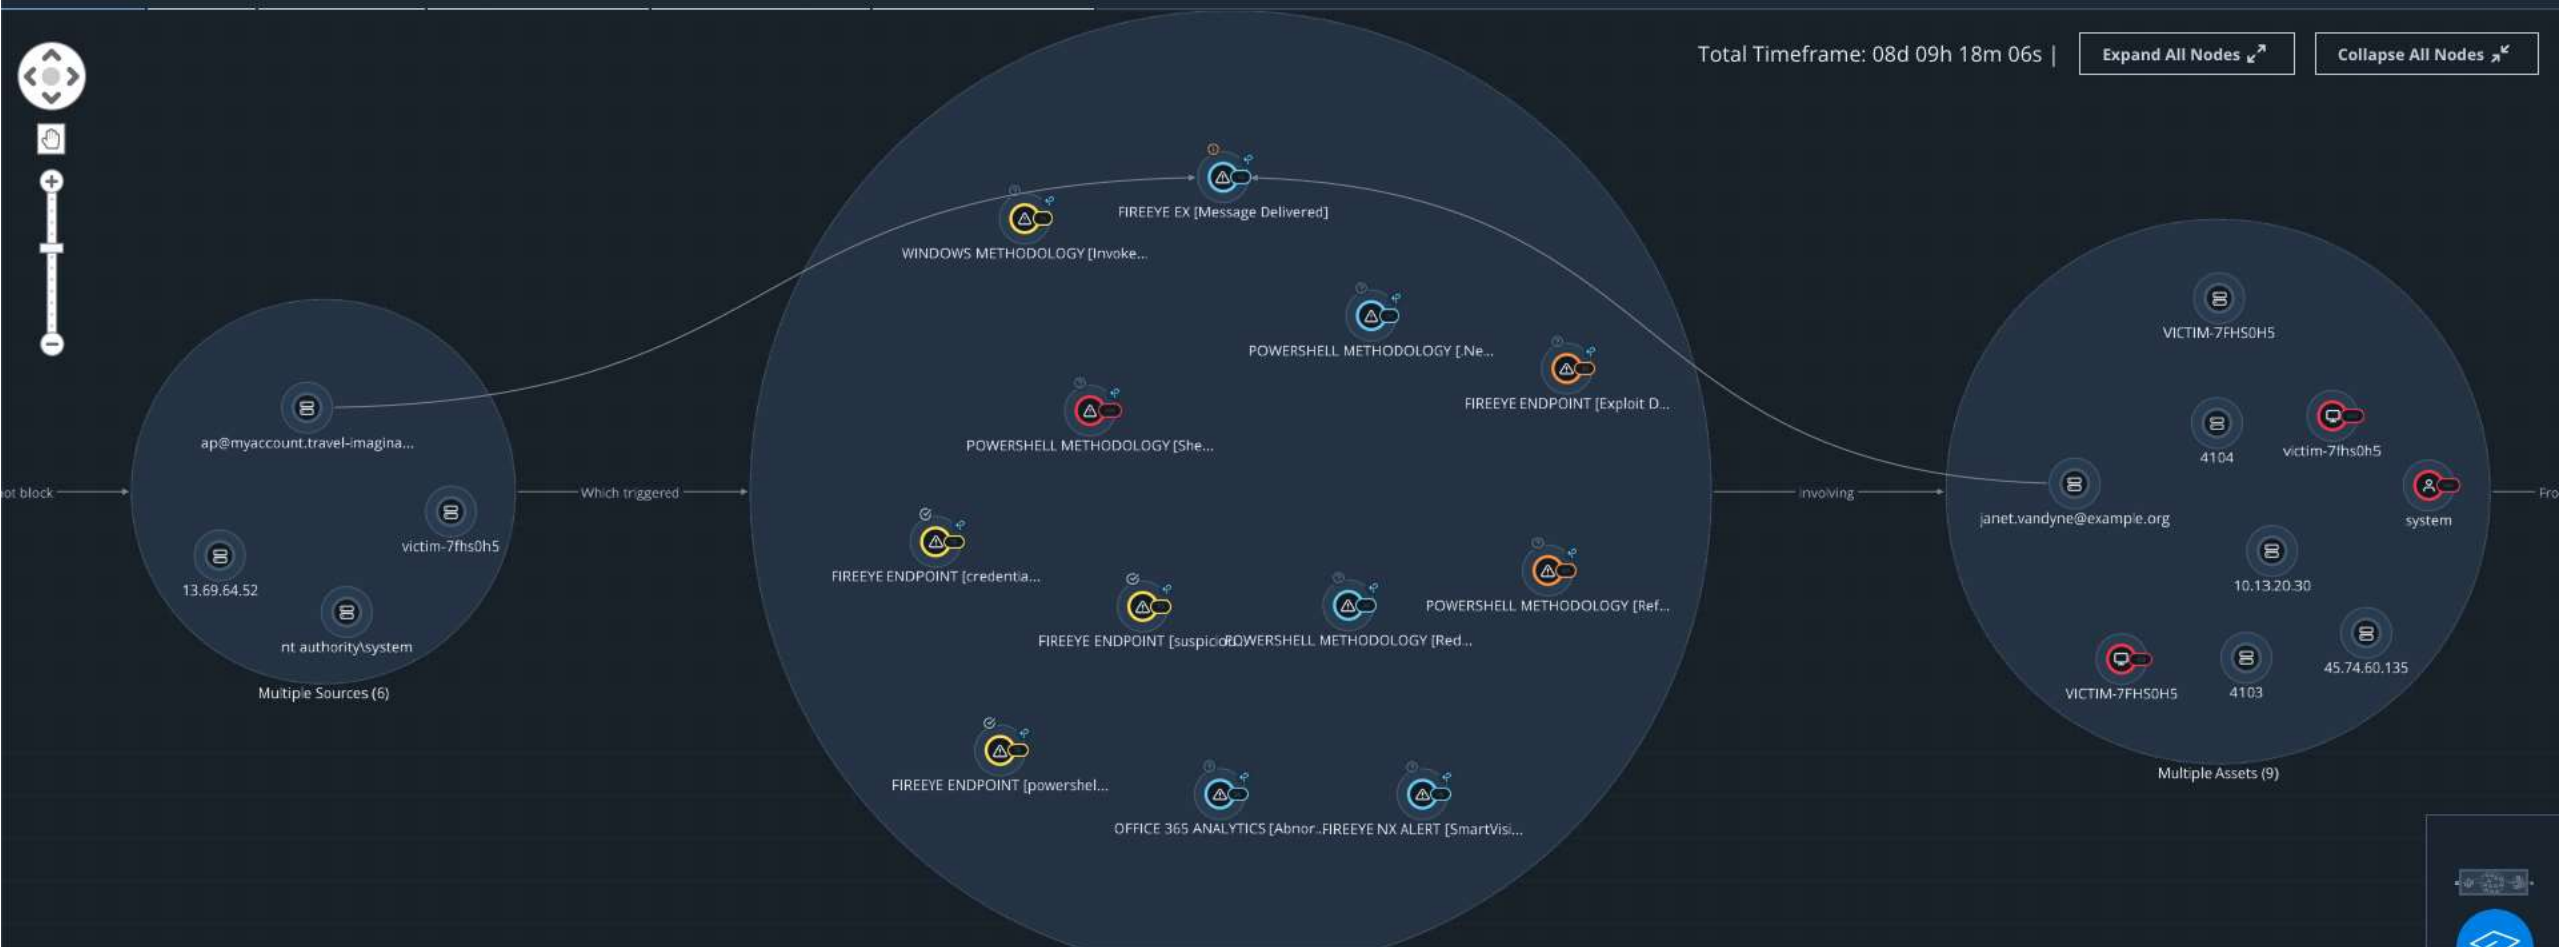 Total Timeframe: 08d 09h 18m 06s |
Expand All Nodes
Collapse All Nodes
FIREEYE EX [Message Delivered]
WINDOWS METHODOLOGY [Invoke...
POWERSHELL METHODOLOGY [.Ne...
FIREEYE ENDPOINT [Exploit D...
POWERSHELL METHODOLOGY [She...
FIREEYE ENDPOINT [credentia...
FIREEYE ENDPOINT [suspiciou...
POWERSHELL METHODOLOGY [Red...
POWERSHELL METHODOLOGY [Ref...
FIREEYE ENDPOINT [powershel...
OFFICE 365 ANALYTICS [Abnor...
FIREEYE NX ALERT [SmartVisi...
ot block
ap@myaccount.travel-imagina...
victim-7fhs0h5
13.69.64.52
nt authority\system
Multiple Sources (6)
Which triggered
Involving
VICTIM-7FHS0H5
4104
victim-7fhs0h5
janet.vandyne@example.org
system
10.13.20.30
45.74.60.135
VICTIM-7FHS0H5
4103
Multiple Assets (9)
Fro